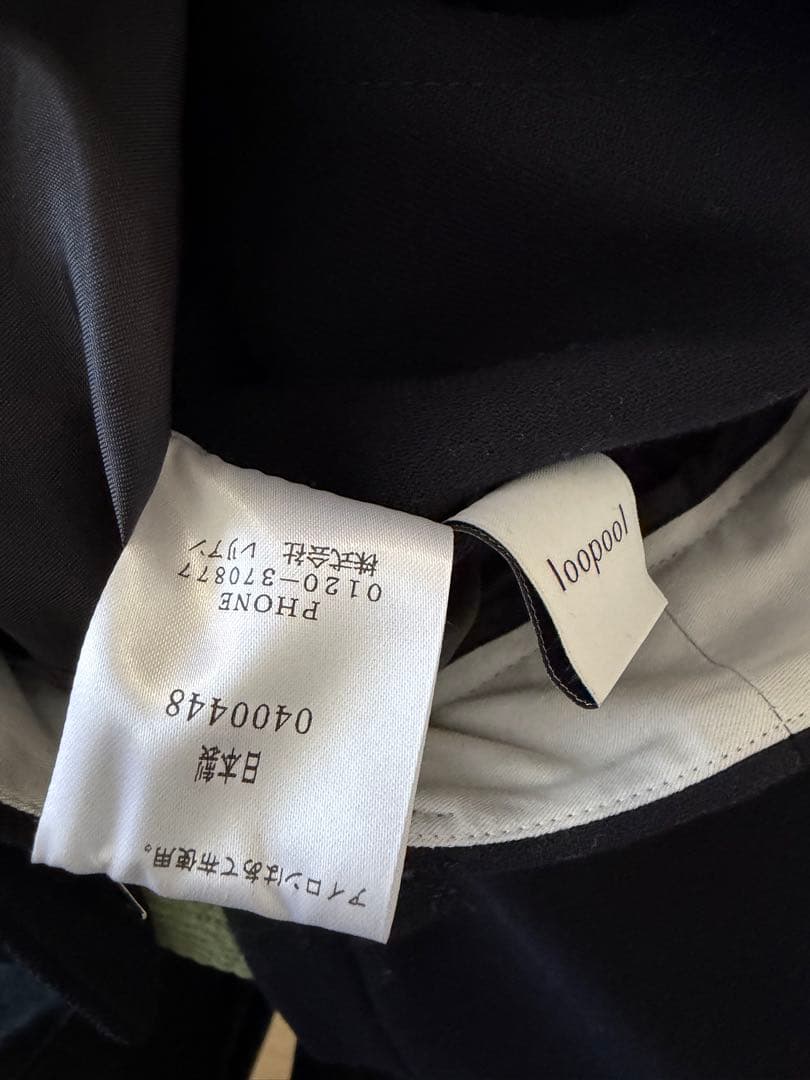 アイロンはあて布使用。
日本製
0400448
PHONE
0120-370877
株式会社 レリアン
loopool